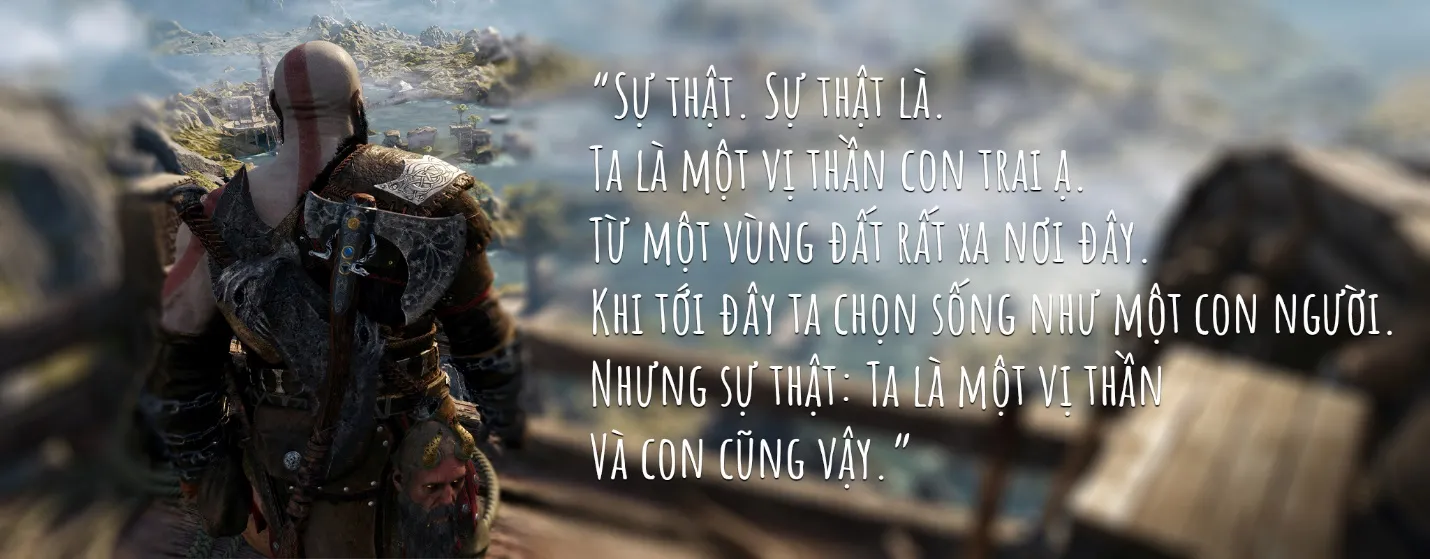 “Sự thật. Sự thật là.
Ta là một vị thần con trai ạ.
Từ một vùng đất rất xa nơi đây.
Khi tới đây ta chọn sống như một con người.
Nhưng sự thật: Ta là một vị thần
Và con cũng vậy.”